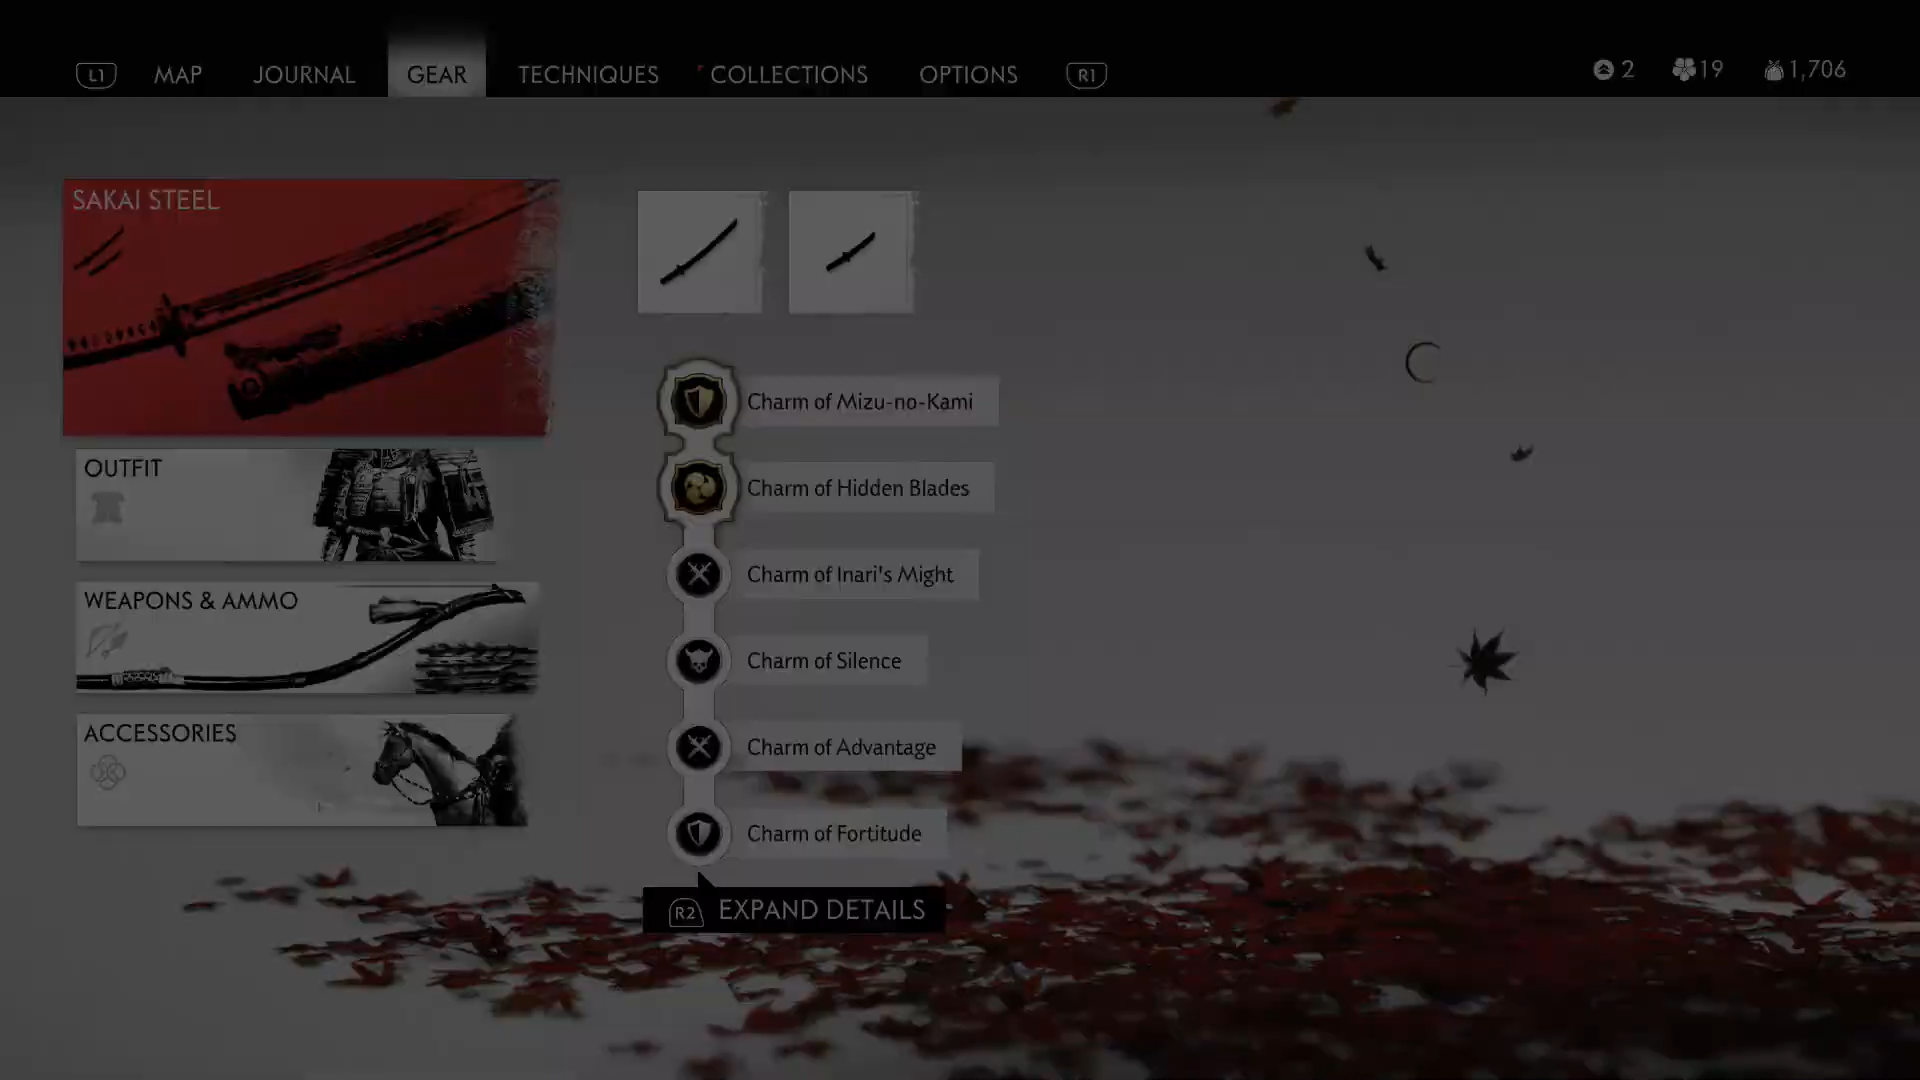 L1 MAP JOURNAL GEAR TECHNIQUES COLLECTIONS OPTIONS R1 2 19 1,706
SAKAI STEEL
OUTFIT
WEAPONS & AMMO
ACCESSORIES
Charm of Mizu-no-Kami
Charm of Hidden Blades
Charm of Inari's Might
Charm of Silence
Charm of Advantage
Charm of Fortitude
R2 EXPAND DETAILS